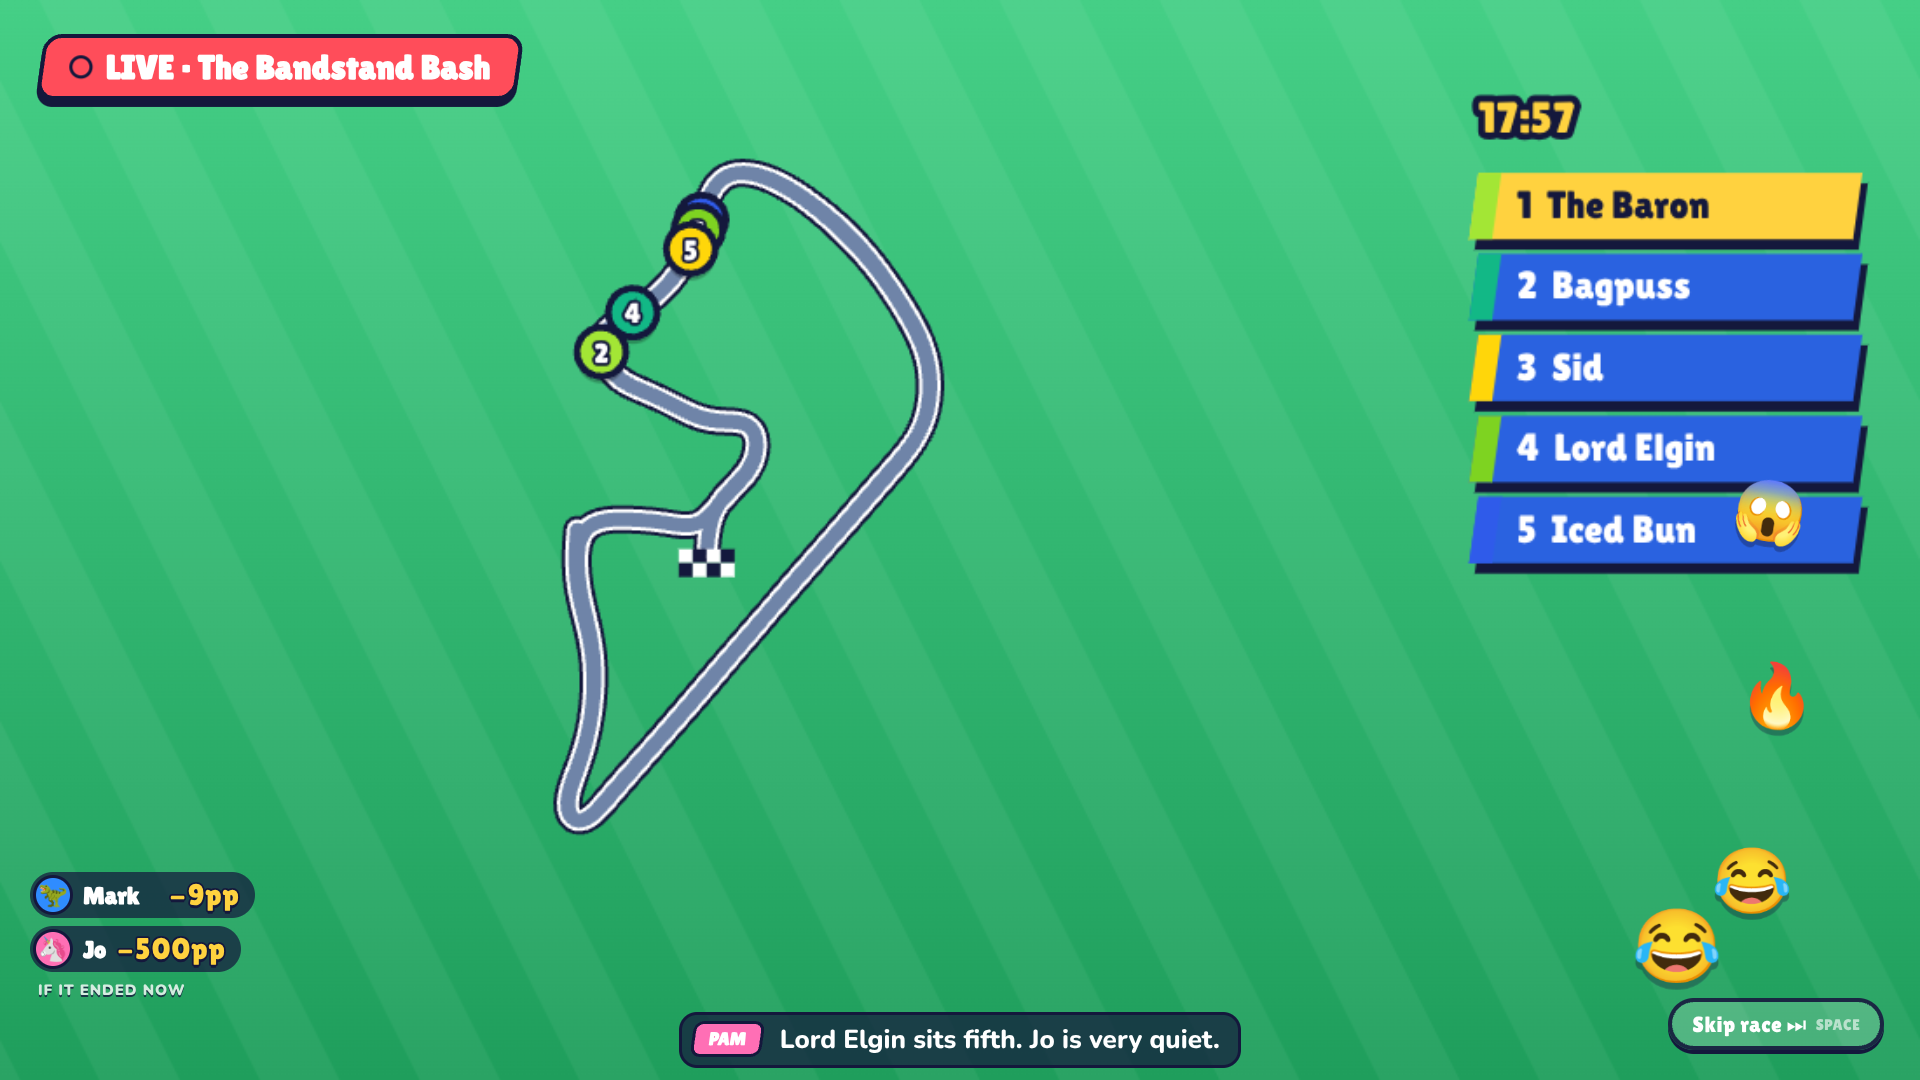 LIVE · The Bandstand Bash
17:57
1 The Baron
2 Bagpuss
3 Sid
4 Lord Elgin
5 Iced Bun
5
4
2
Mark -9pp
Jo -500pp
IF IT ENDED NOW
PAM Lord Elgin sits fifth. Jo is very quiet.
Skip race SPACE